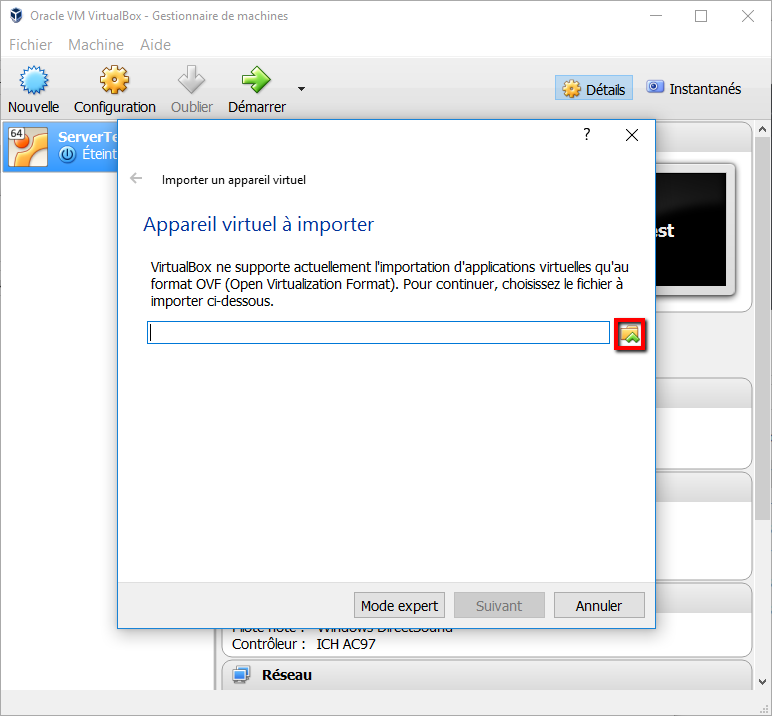 Oracle VM VirtualBox - Gestionnaire de machines
Fichier Machine Aide
Nouvelle Configuration Oublier Démarrer Détails Instantanés
64
ServerTe
Éteint
est
?
Importer un appareil virtuel
Appareil virtuel à importer
VirtualBox ne supporte actuellement l'importation d'applications virtuelles qu'au
format OVF (Open Virtualization Format). Pour continuer, choisissez le fichier à
importer ci-dessous.
Mode expert Suivant Annuler
Pilote hôte : Windows DirectSound
Contrôleur : ICH AC97
Réseau